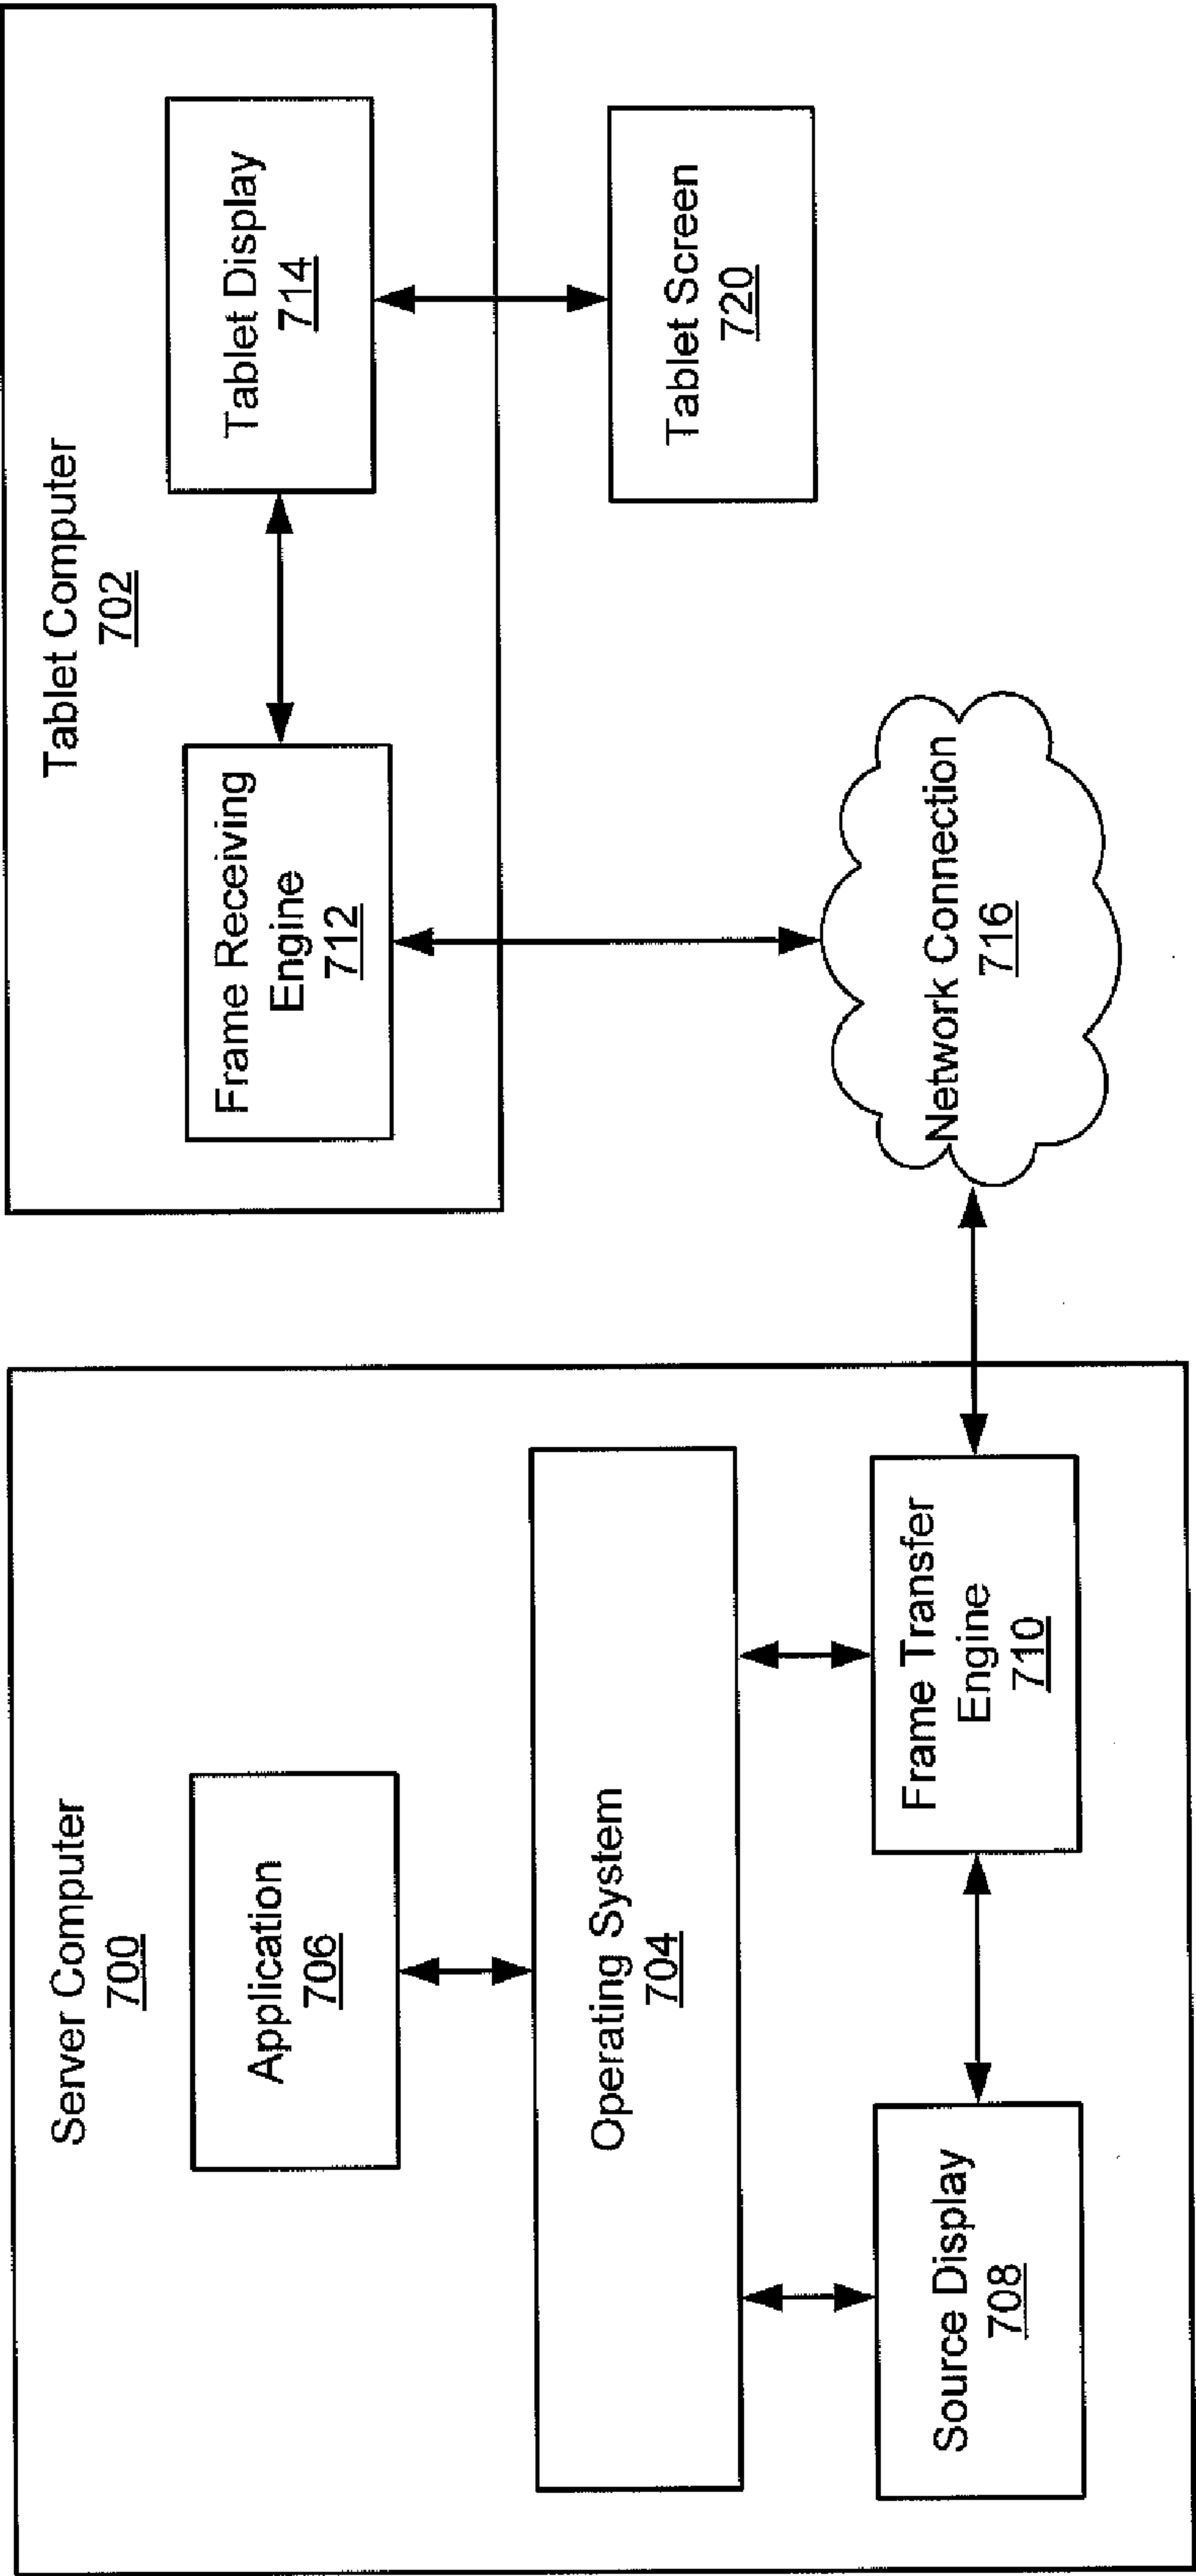 Server Computer
700
Application
706
Operating System
704
Source Display
708
Frame Transfer
Engine
710
Tablet Computer
702
Frame Receiving
Engine
712
Tablet Display
714
Tablet Screen
720
Network Connection
716